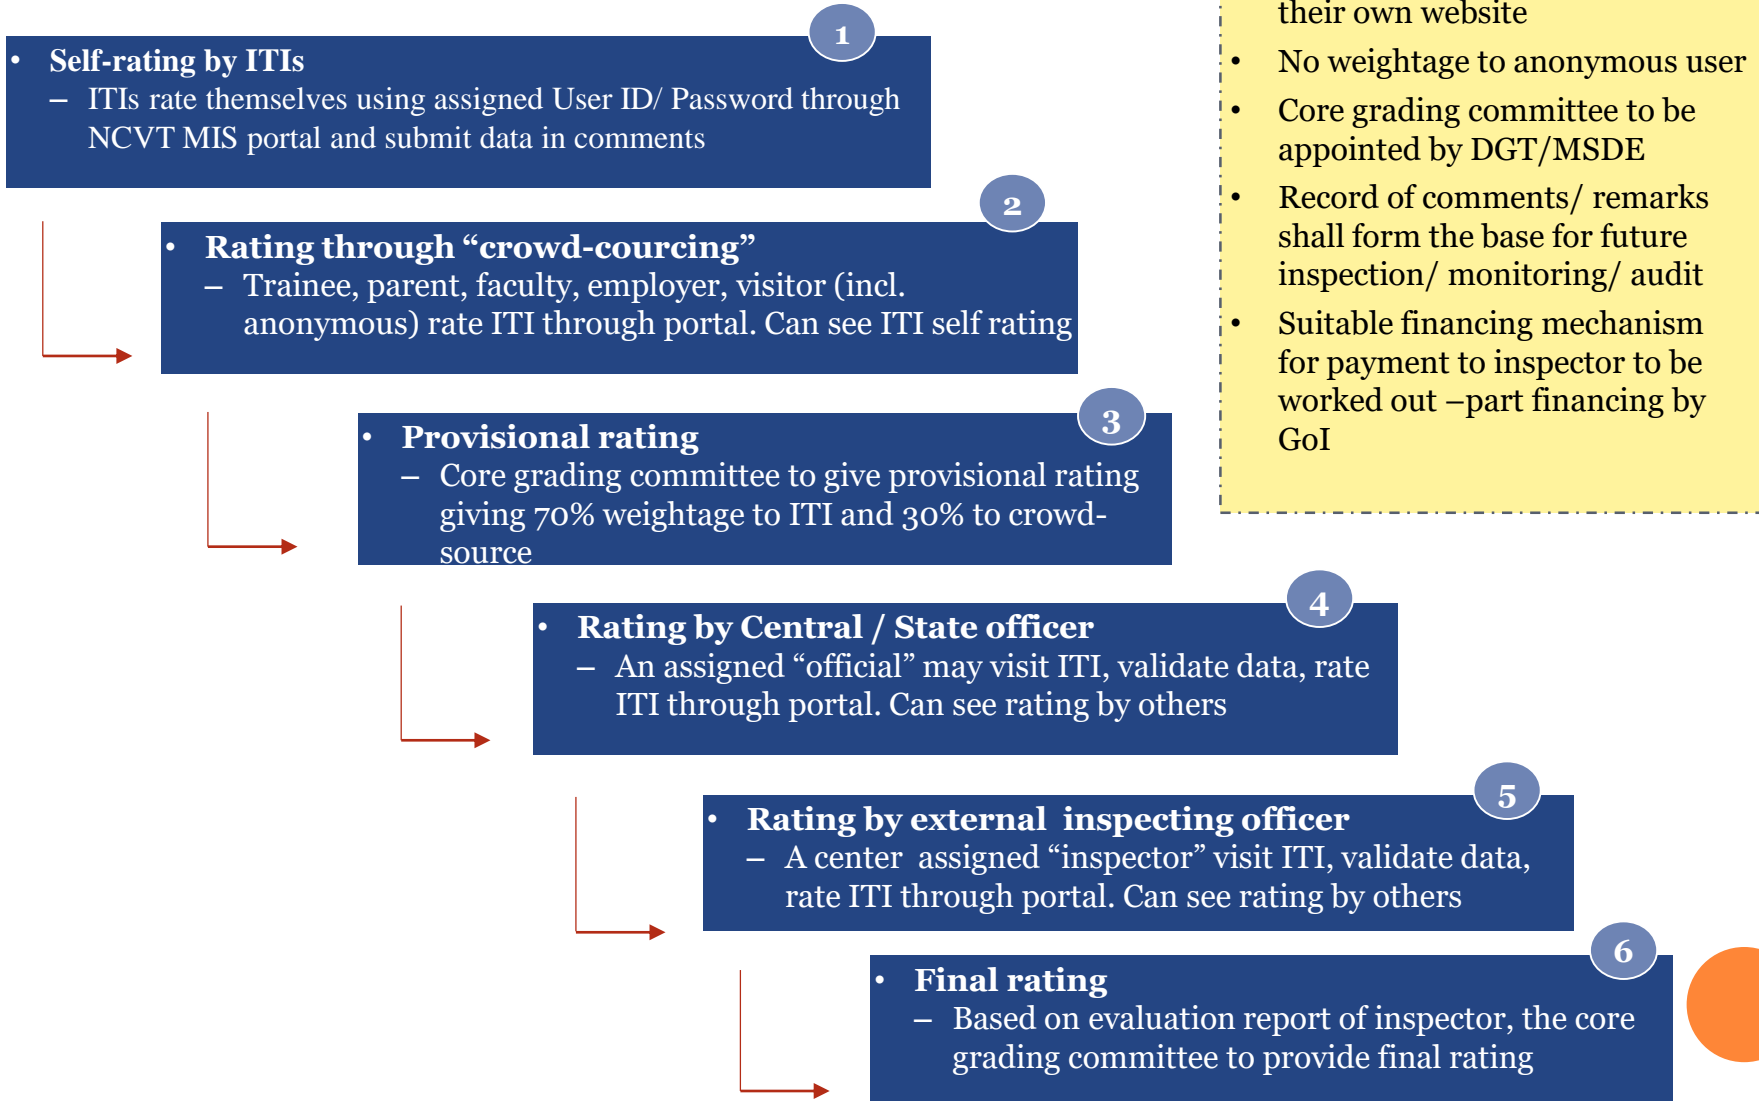 1
• Self-rating by ITIs
– ITIs rate themselves using assigned User ID/ Password through
NCVT MIS portal and submit data in comments
2
• Rating through “crowd-courcing”
– Trainee, parent, faculty, employer, visitor (incl.
anonymous) rate ITI through portal. Can see ITI self rating
3
• Provisional rating
– Core grading committee to give provisional rating
giving 70% weightage to ITI and 30% to crowd-
source
4
• Rating by Central / State officer
– An assigned “official” may visit ITI, validate data, rate
ITI through portal. Can see rating by others
5
• Rating by external inspecting officer
– A center assigned “inspector” visit ITI, validate data,
rate ITI through portal. Can see rating by others
6
• Final rating
– Based on evaluation report of inspector, the core
grading committee to provide final rating
their own website
• No weightage to anonymous user
• Core grading committee to be
appointed by DGT/MSDE
• Record of comments/ remarks
shall form the base for future
inspection/ monitoring/ audit
• Suitable financing mechanism
for payment to inspector to be
worked out –part financing by
GoI